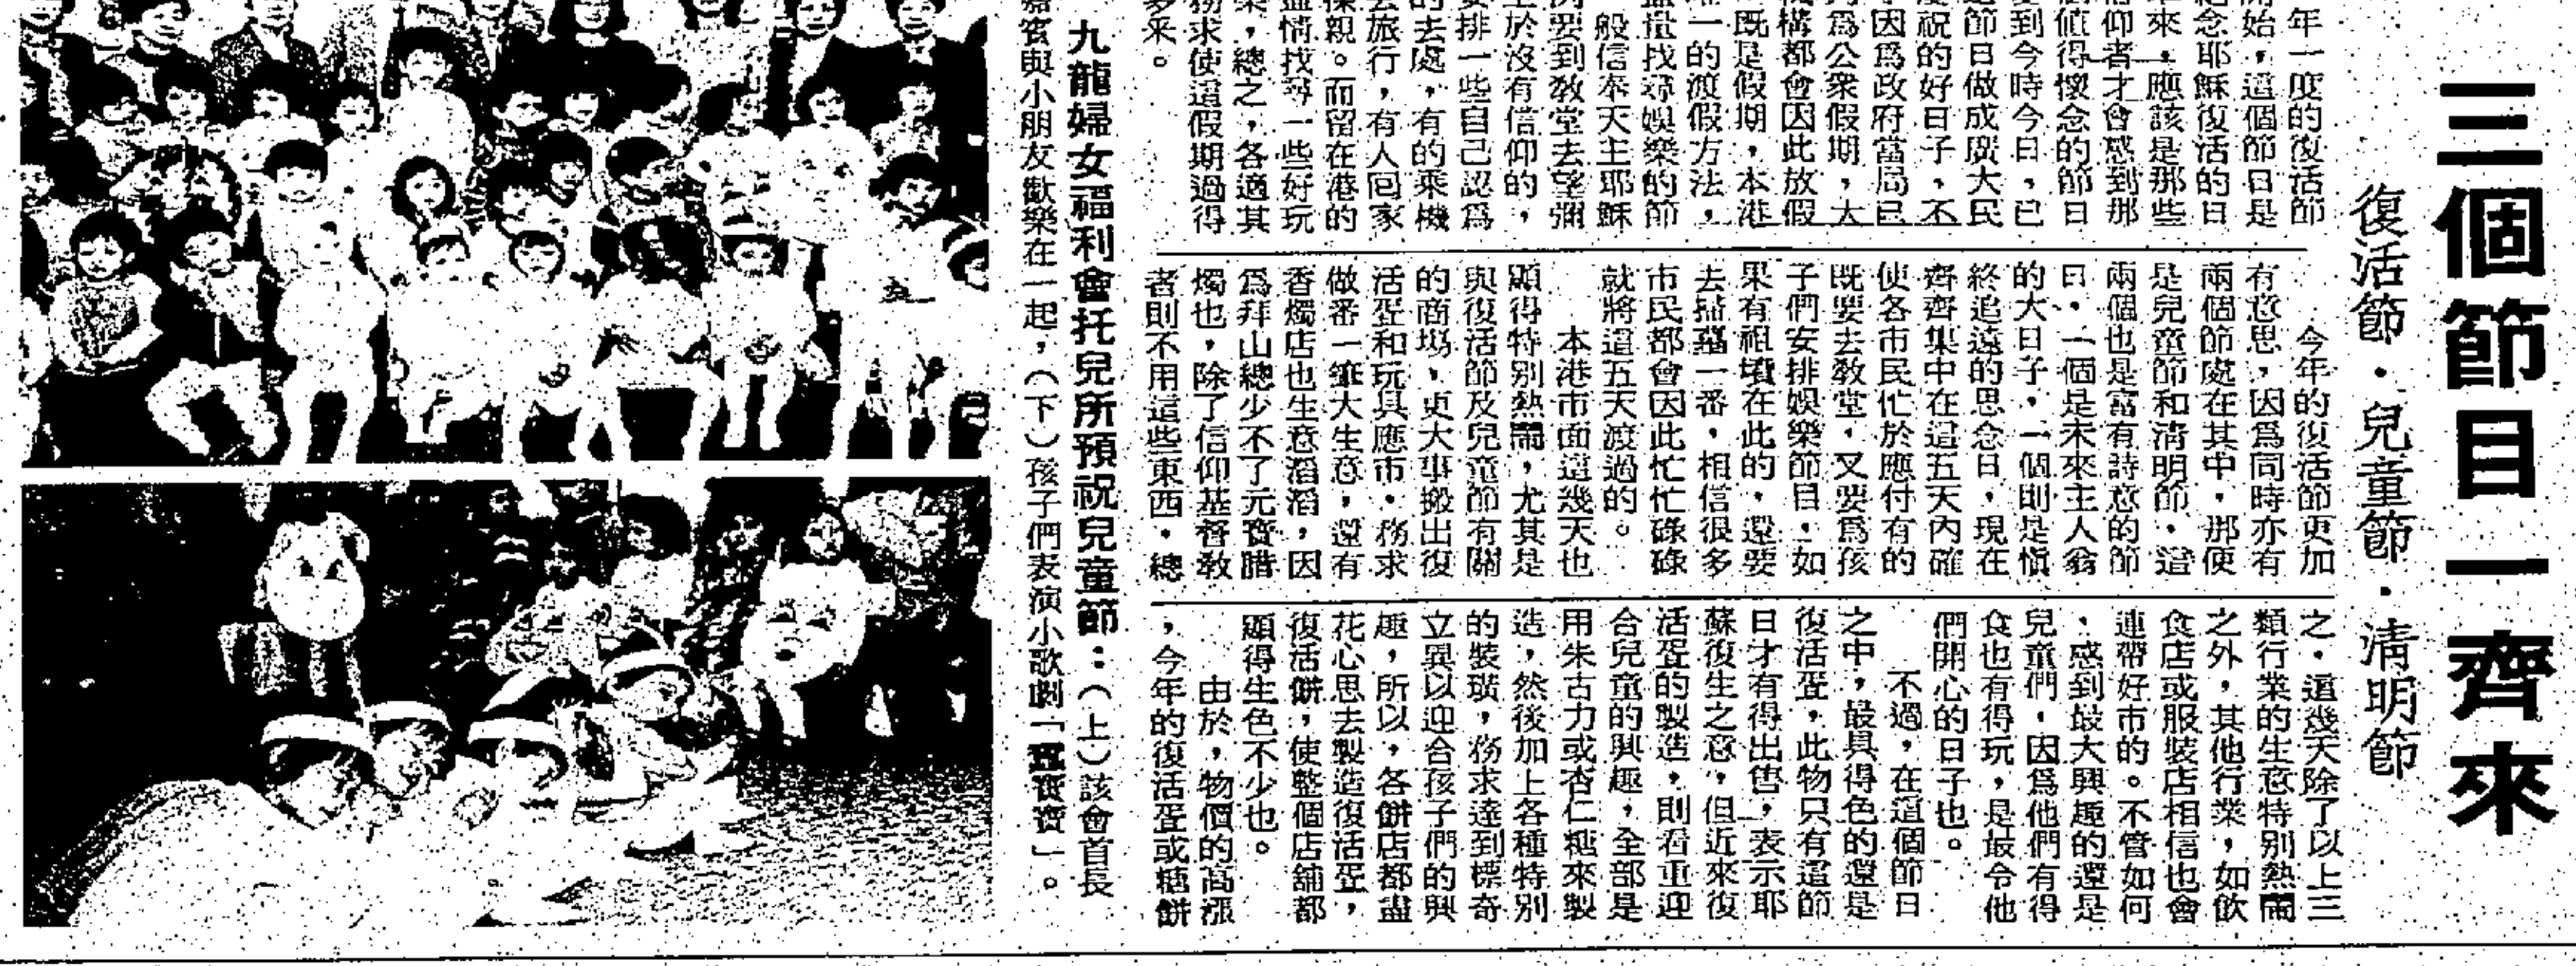 三個節目一齊來
復活節・兒童節・清明節
年一度的復活節
開始，這個節日是
紀念耶穌復活的日
年來，應該是那些
信仰者才會感到那
值得懷念的節日
到今時今日，已
節日做成廣大民
慶祝的好日子，不
因爲政府當局已
列爲公衆假期，大
機構都會因此放假
既是假期，本港
唯一的渡假方法，
盡量找尋娛樂的節
般信奉天主耶穌
要到敎堂去望彌
至於沒有信仰的，
安排一些自己認爲
的去處，有的乘機
去旅行，有人囘家
探親。而留在港的
盡情找尋一些好玩
樂，總之，各適其
務求使這假期過得
多釆。
今年的復活節更加
有意思，因爲同時亦有
兩個節處在其中，那便
是兒童節和淸明節，這
兩個也是富有詩意的節
日，一個是未來主人翁
的大日子，一個則是愼
終追遠的思念日，現在
齊齊集中在這五天內確
使各市民忙於應付有的
既要去敎堂，又要爲孩
子們安排娛樂節目，如
果有祖墳在此的，還要
去掃墓一番，相信很多
市民都會因此忙忙碌碌
就將這五天渡過的。
本港市面這幾天也
顯得特別熱鬧，尤其是
與復活節及兒童節有關
的商塲，更大事搬出復
活蛋和玩具應市，務求
做番一筆大生意，還有
香燭店也生意滔滔，因
爲拜山總少不了元寶腊
燭也，除了信仰基督敎
者則不用這些東西，總
之，這幾天除了以上三
類行業的生意特別熱鬧
之外，其他行業，如飲
食店或服裝店相信也會
連帶好市的。不管如何
，感到最大興趣的還是
兒童們，因爲他們有得
食也有得玩，是最令他
們開心的日子也。
不過，在這個節日
之中，最具得色的還是
復活蛋，此物只有這節
日才有得出售，表示耶
穌復生之意，但近來復
活蛋的製造，則看重迎
合兒童的興趣，全部是
用朱古力或杏仁糖來製
造，然後加上各種特別
的裝璜，務求達到標奇
立異以迎合孩子們的興
趣，所以，各餅店都盡
花心思去製造復活蛋，
復活餅，使整個店舖都
顯得生色不少也。
由於，物價的高漲
，今年的復活蛋或糖餅
九龍婦女福利會托兒所預祝兒童節：（上）該會首長
嘉賓與小朋友歡樂在一起，（下）孩子們表演小歌劇「寶寶」。